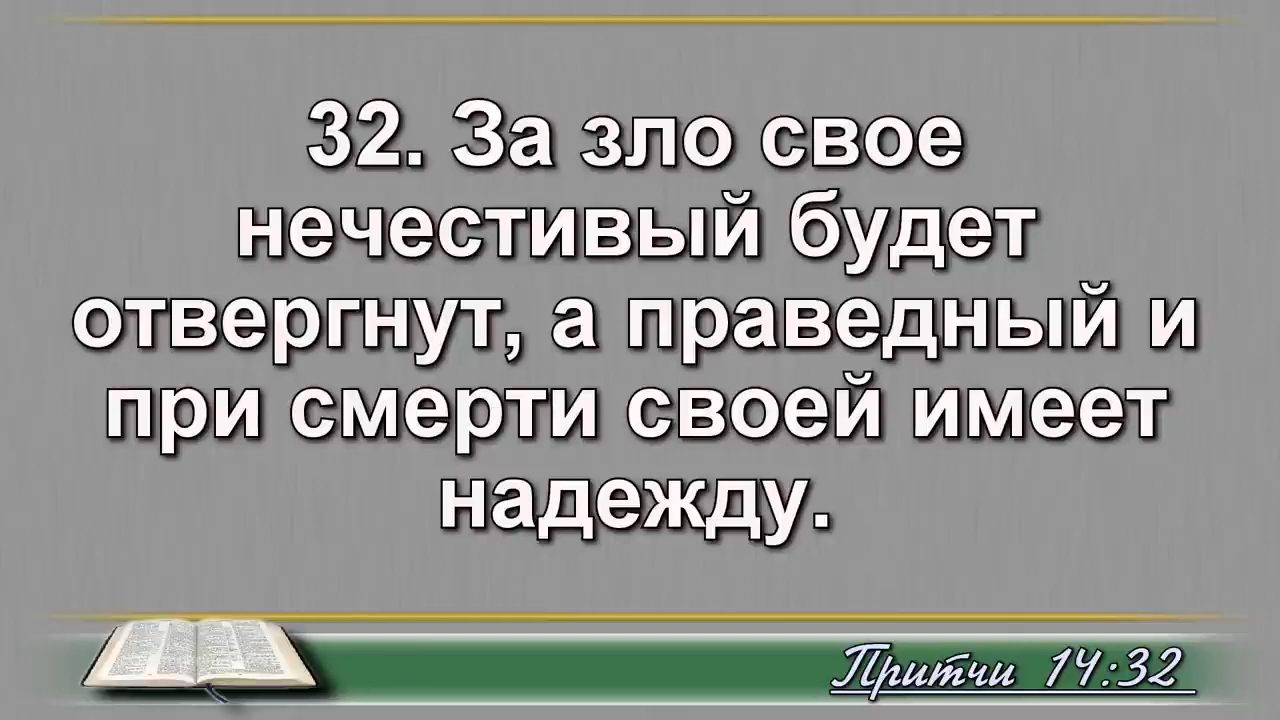 32. За зло свое
нечестивый будет
отвергнут, а праведный и
при смерти своей имеет
надежду.
Притчи 14:32